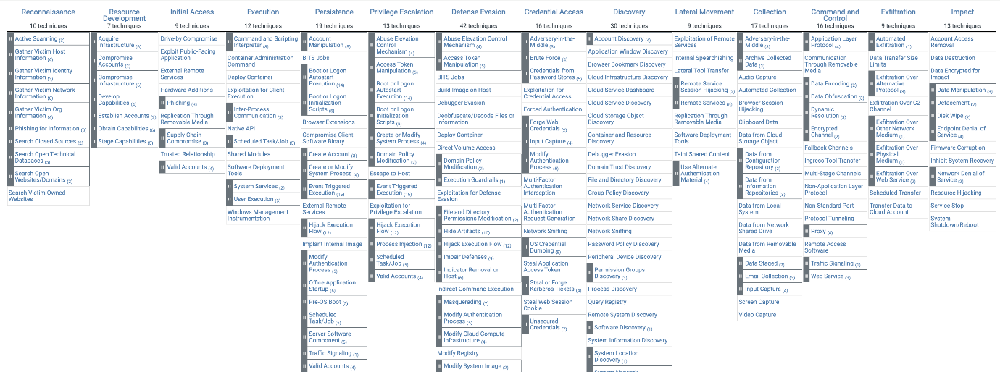 Reconnaissance
10 techniques
Active Scanning (3)
Gather Victim Host
Information (4)
Gather Victim Identity
Information (3)
Gather Victim Network
Information (6)
Gather Victim Org
Information (4)
Phishing for Information (3)
Search Closed Sources (2)
Search Open Technical
Databases (5)
Search Open
Websites/Domains (2)
Search Victim-Owned
Websites
Resource
Development
7 techniques
Acquire
Infrastructure (6)
Compromise
Accounts (2)
Compromise
Infrastructure (6)
Develop
Capabilities (4)
Establish Accounts (2)
Obtain Capabilities (6)
Stage Capabilities (5)
Initial Access
9 techniques
Drive-by Compromise
Exploit Public-Facing
Application
External Remote
Services
Hardware Additions
Phishing (3)
Replication Through
Removable Media
Supply Chain
Compromise (3)
Trusted Relationship
Valid Accounts (4)
Execution
12 techniques
Command and Scripting
Interpreter (8)
Container Administration
Command
Deploy Container
Exploitation for Client
Execution
Inter-Process
Communication (3)
Native API
Scheduled Task/Job (5)
Shared Modules
Software Deployment
Tools
System Services (2)
User Execution (3)
Windows Management
Instrumentation
Persistence
19 techniques
Account
Manipulation (5)
BITS Jobs
Boot or Logon
Autostart
Execution (14)
Boot or Logon
Initialization
Scripts (5)
Browser Extensions
Compromise Client
Software Binary
Create Account (3)
Create or Modify
System Process (4)
Event Triggered
Execution (15)
External Remote
Services
Hijack Execution
Flow (12)
Implant Internal Image
Modify
Authentication
Process (5)
Office Application
Startup (6)
Pre-OS Boot (5)
Scheduled
Task/Job (5)
Server Software
Component (5)
Traffic Signaling (1)
Valid Accounts (4)
Privilege Escalation
13 techniques
Abuse Elevation
Control
Mechanism (4)
Access Token
Manipulation (5)
Boot or Logon
Autostart
Execution (14)
Boot or Logon
Initialization
Scripts (5)
Create or Modify
System Process (4)
Domain Policy
Modification (2)
Escape to Host
Event Triggered
Execution (15)
Exploitation for
Privilege Escalation
Hijack Execution
Flow (12)
Process Injection (12)
Scheduled
Task/Job (5)
Valid Accounts (4)
Defense Evasion
42 techniques
Abuse Elevation Control
Mechanism (4)
Access Token
Manipulation (5)
BITS Jobs
Build Image on Host
Debugger Evasion
Deobfuscate/Decode Files or
Information
Deploy Container
Direct Volume Access
Domain Policy
Modification (2)
Execution Guardrails (1)
Exploitation for Defense
Evasion
File and Directory
Permissions Modification (2)
Hide Artifacts (10)
Hijack Execution Flow (12)
Impair Defenses (9)
Indicator Removal on
Host (6)
Indirect Command Execution
Masquerading (7)
Modify Authentication
Process (5)
Modify Cloud Compute
Infrastructure (4)
Modify Registry
Modify System Image (2)
Credential Access
16 techniques
Adversary-in-the-
Middle (3)
Brute Force (4)
Credentials from
Password Stores (5)
Exploitation for
Credential Access
Forced Authentication
Forge Web
Credentials (2)
Input Capture (4)
Modify
Authentication
Process (5)
Multi-Factor
Authentication
Interception
Multi-Factor
Authentication
Request Generation
Network Sniffing
OS Credential
Dumping (8)
Steal Application
Access Token
Steal or Forge
Kerberos Tickets (4)
Steal Web Session
Cookie
Unsecured
Credentials (7)
Discovery
30 techniques
Account Discovery (4)
Application Window Discovery
Browser Bookmark Discovery
Cloud Infrastructure Discovery
Cloud Service Dashboard
Cloud Service Discovery
Cloud Storage Object
Discovery
Container and Resource
Discovery
Debugger Evasion
Domain Trust Discovery
File and Directory Discovery
Group Policy Discovery
Network Service Discovery
Network Share Discovery
Network Sniffing
Password Policy Discovery
Peripheral Device Discovery
Permission Groups
Discovery (3)
Process Discovery
Query Registry
Remote System Discovery
Software Discovery (1)
System Information Discovery
System Location
Discovery (1)
System Network
Lateral Movement
9 techniques
Exploitation of Remote
Services
Internal Spearphishing
Lateral Tool Transfer
Remote Service
Session Hijacking (2)
Remote Services (6)
Replication Through
Removable Media
Software Deployment
Tools
Taint Shared Content
Use Alternate
Authentication
Material (4)
Collection
17 techniques
Adversary-in-the-
Middle (3)
Archive Collected
Data (3)
Audio Capture
Automated Collection
Browser Session
Hijacking
Clipboard Data
Data from Cloud
Storage Object
Data from
Configuration
Repository (2)
Data from
Information
Repositories (3)
Data from Local
System
Data from Network
Shared Drive
Data from Removable
Media
Data Staged (2)
Email Collection (3)
Input Capture (4)
Screen Capture
Video Capture
Command and
Control
16 techniques
Application Layer
Protocol (4)
Communication
Through Removable
Media
Data Encoding (2)
Data Obfuscation (3)
Dynamic
Resolution (3)
Encrypted
Channel (2)
Fallback Channels
Ingress Tool Transfer
Multi-Stage Channels
Non-Application Layer
Protocol
Non-Standard Port
Protocol Tunneling
Proxy (4)
Remote Access
Software
Traffic Signaling (1)
Web Service (3)
Exfiltration
9 techniques
Automated
Exfiltration (1)
Data Transfer Size
Limits
Exfiltration Over
Alternative
Protocol (3)
Exfiltration Over C2
Channel
Exfiltration Over
Other Network
Medium (1)
Exfiltration Over
Physical
Medium (1)
Exfiltration Over
Web Service (2)
Scheduled Transfer
Transfer Data to
Cloud Account
Impact
13 techniques
Account Access
Removal
Data Destruction
Data Encrypted for
Impact
Data Manipulation (3)
Defacement (2)
Disk Wipe (2)
Endpoint Denial of
Service (4)
Firmware Corruption
Inhibit System Recovery
Network Denial of
Service (2)
Resource Hijacking
Service Stop
System
Shutdown/Reboot